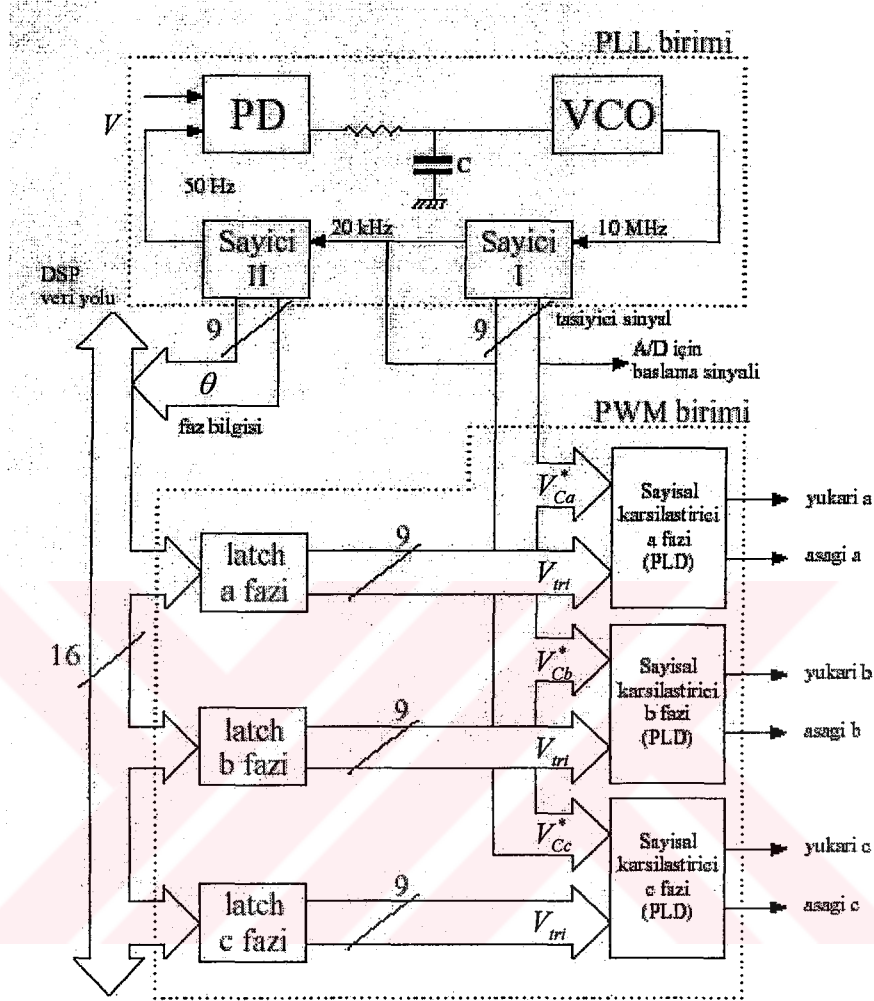 PLL birimi
PD
VCO
V
C
50 Hz
20 kHz
10 MHz
Sayici
II
Sayici
I
DSP
veri yolu
9
9
tasiyici sinyal
A/D için
baslama sinyali
θ
faz bilgisi
PWM birimi
V*Ca
Sayisal
karsilastirici
a fazi
(PLD)
yukari a
asagi a
latch
a fazi
9
Vtri
16
V*Cb
Sayisal
karsilastirici
b fazi
(PLD)
yukari b
asagi b
latch
b fazi
9
Vtri
V*Cc
Sayisal
karsilastirici
c fazi
(PLD)
yukari c
asagi c
latch
c fazi
9
Vtri